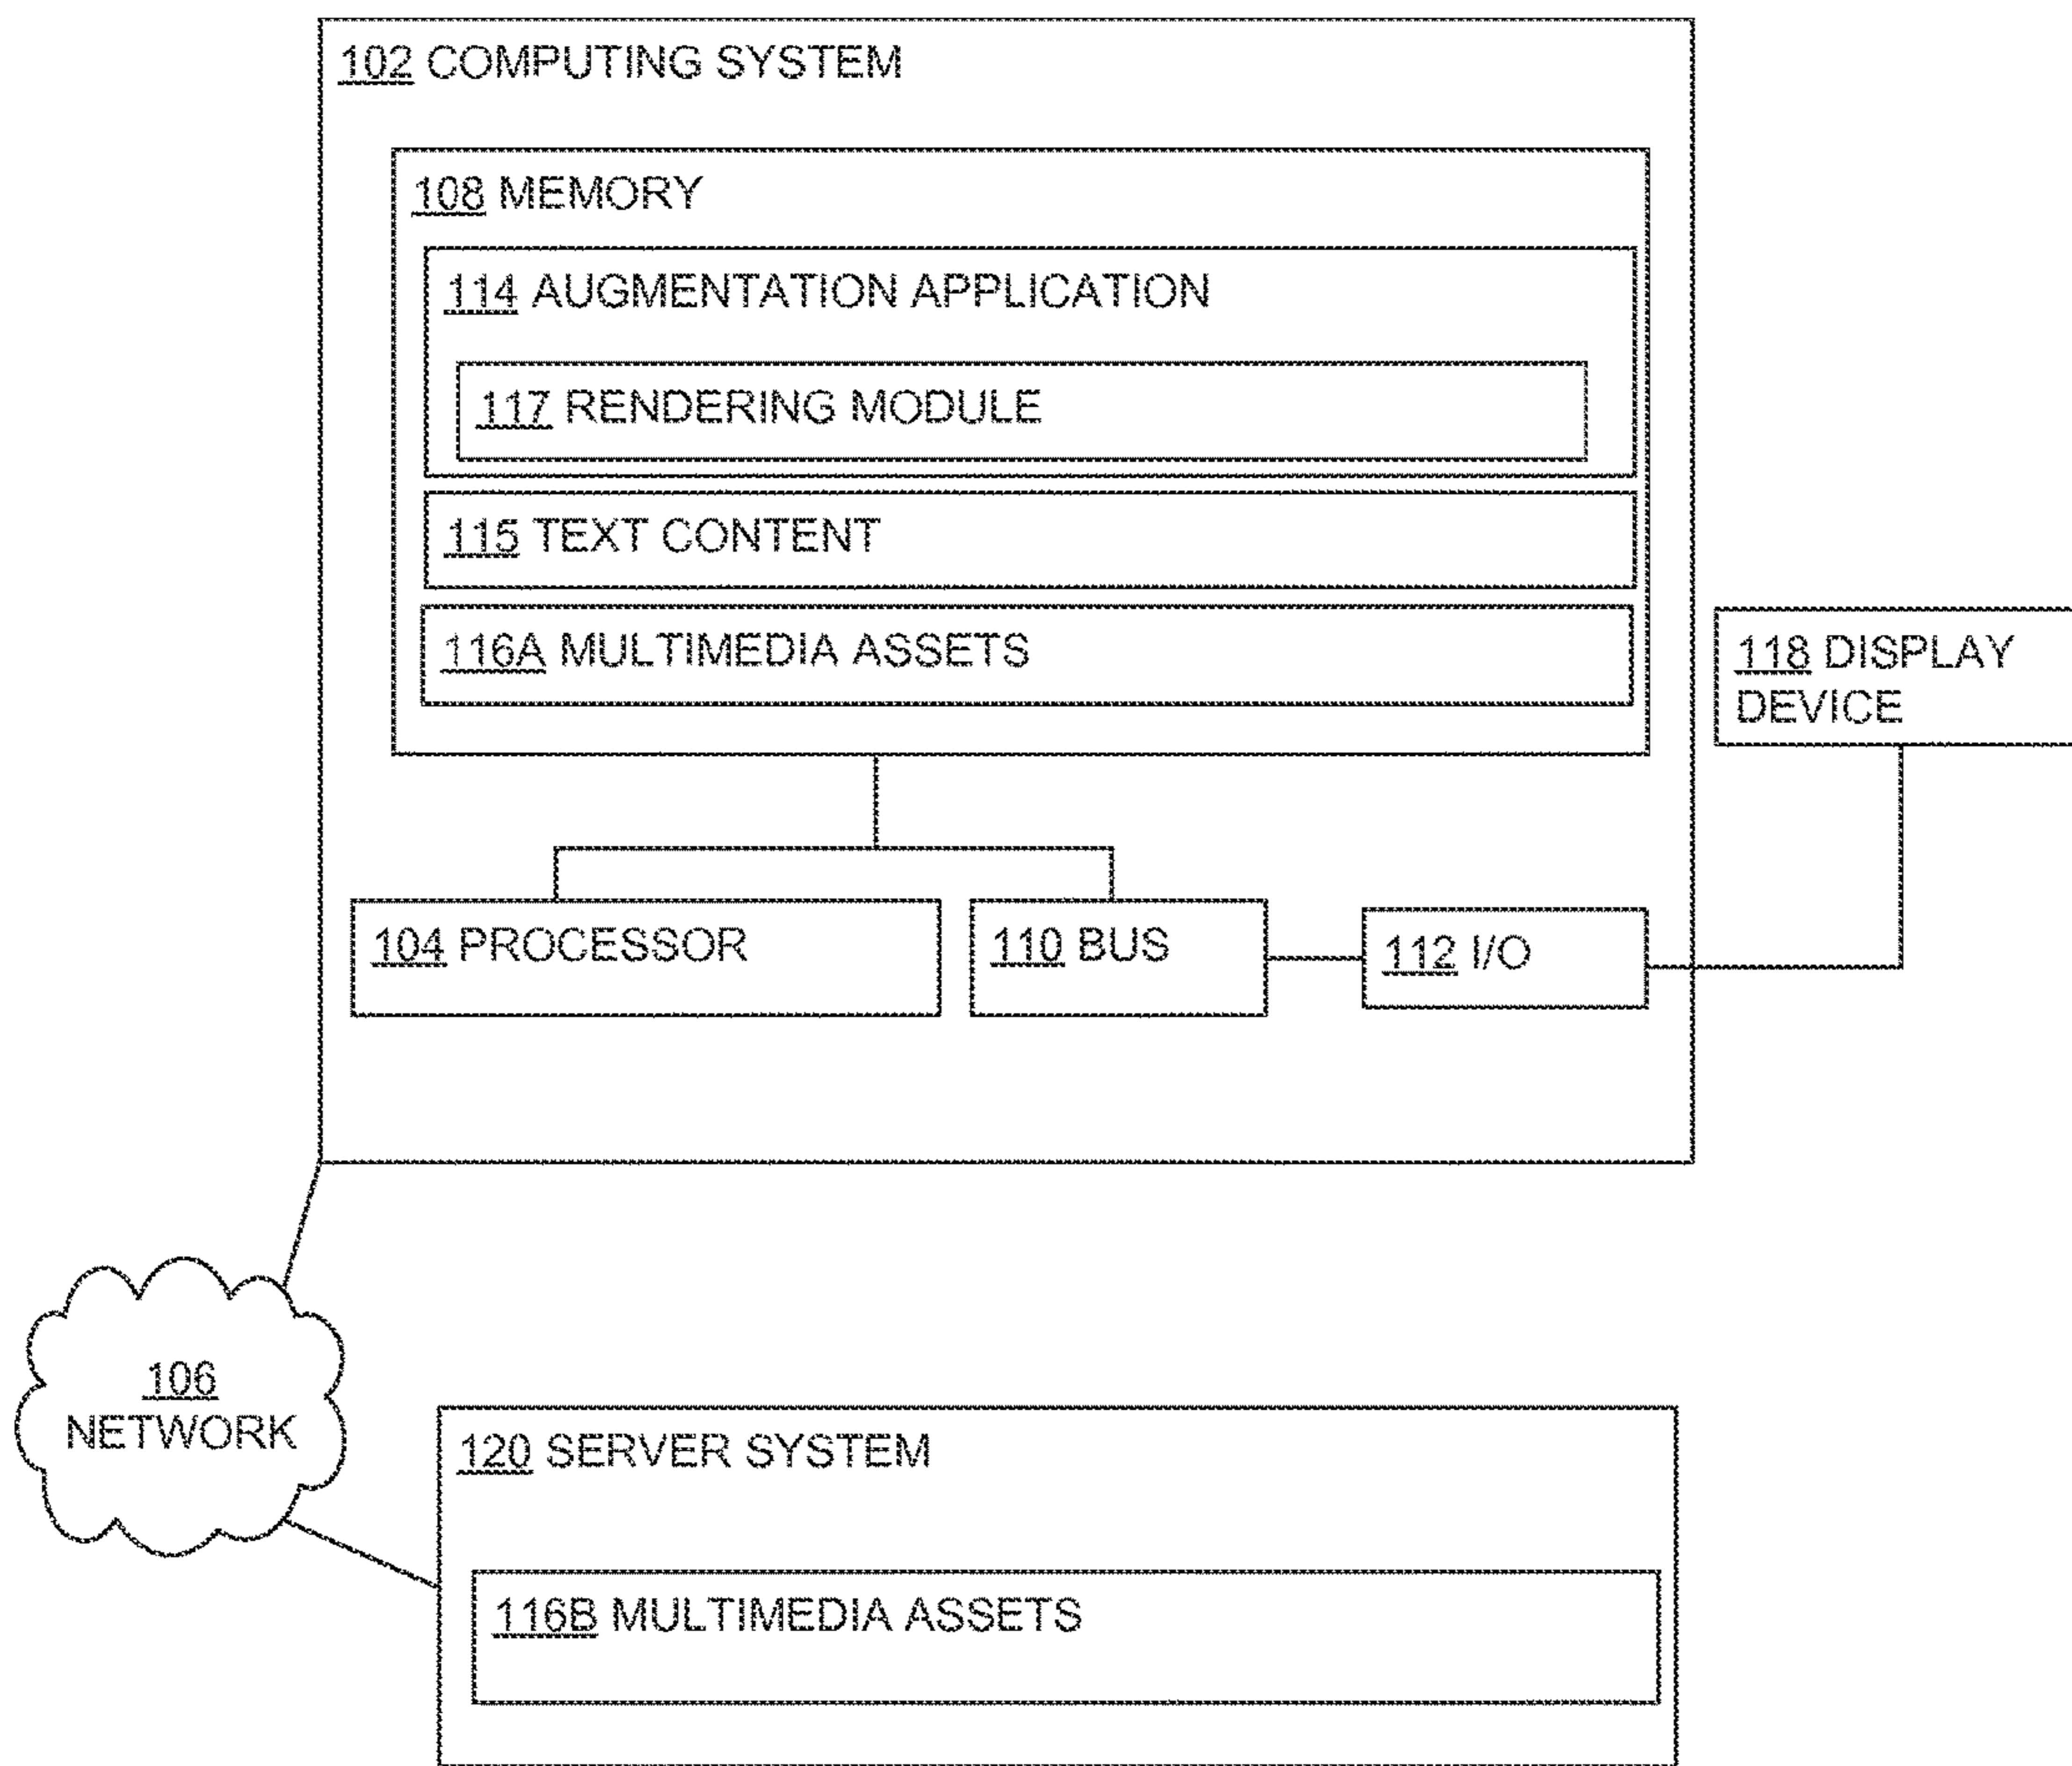 102 COMPUTING SYSTEM
108 MEMORY
114 AUGMENTATION APPLICATION
117 RENDERING MODULE
115 TEXT CONTENT
116A MULTIMEDIA ASSETS
118 DISPLAY
DEVICE
104 PROCESSOR
110 BUS
112 I/O
106
NETWORK
120 SERVER SYSTEM
116B MULTIMEDIA ASSETS